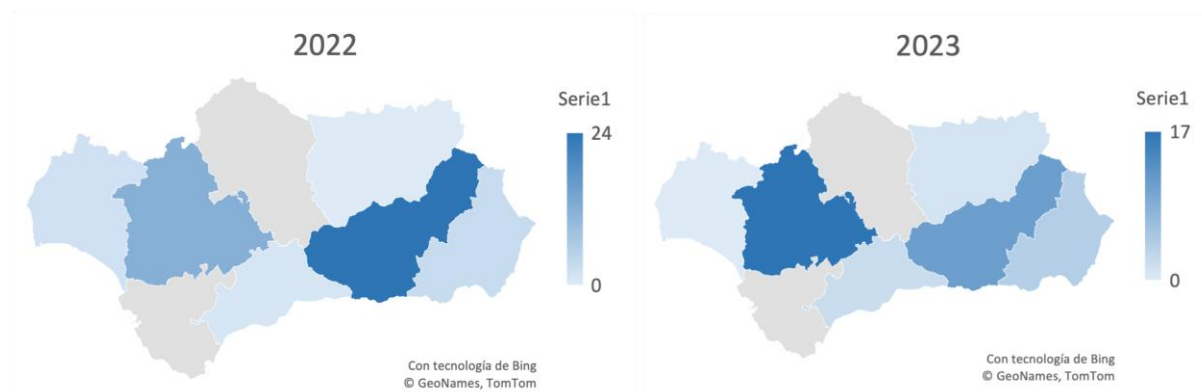 2022
Serie1
24
0
Con tecnología de Bing
© GeoNames, TomTom
2023
Serie1
17
0
Con tecnología de Bing
© GeoNames, TomTom